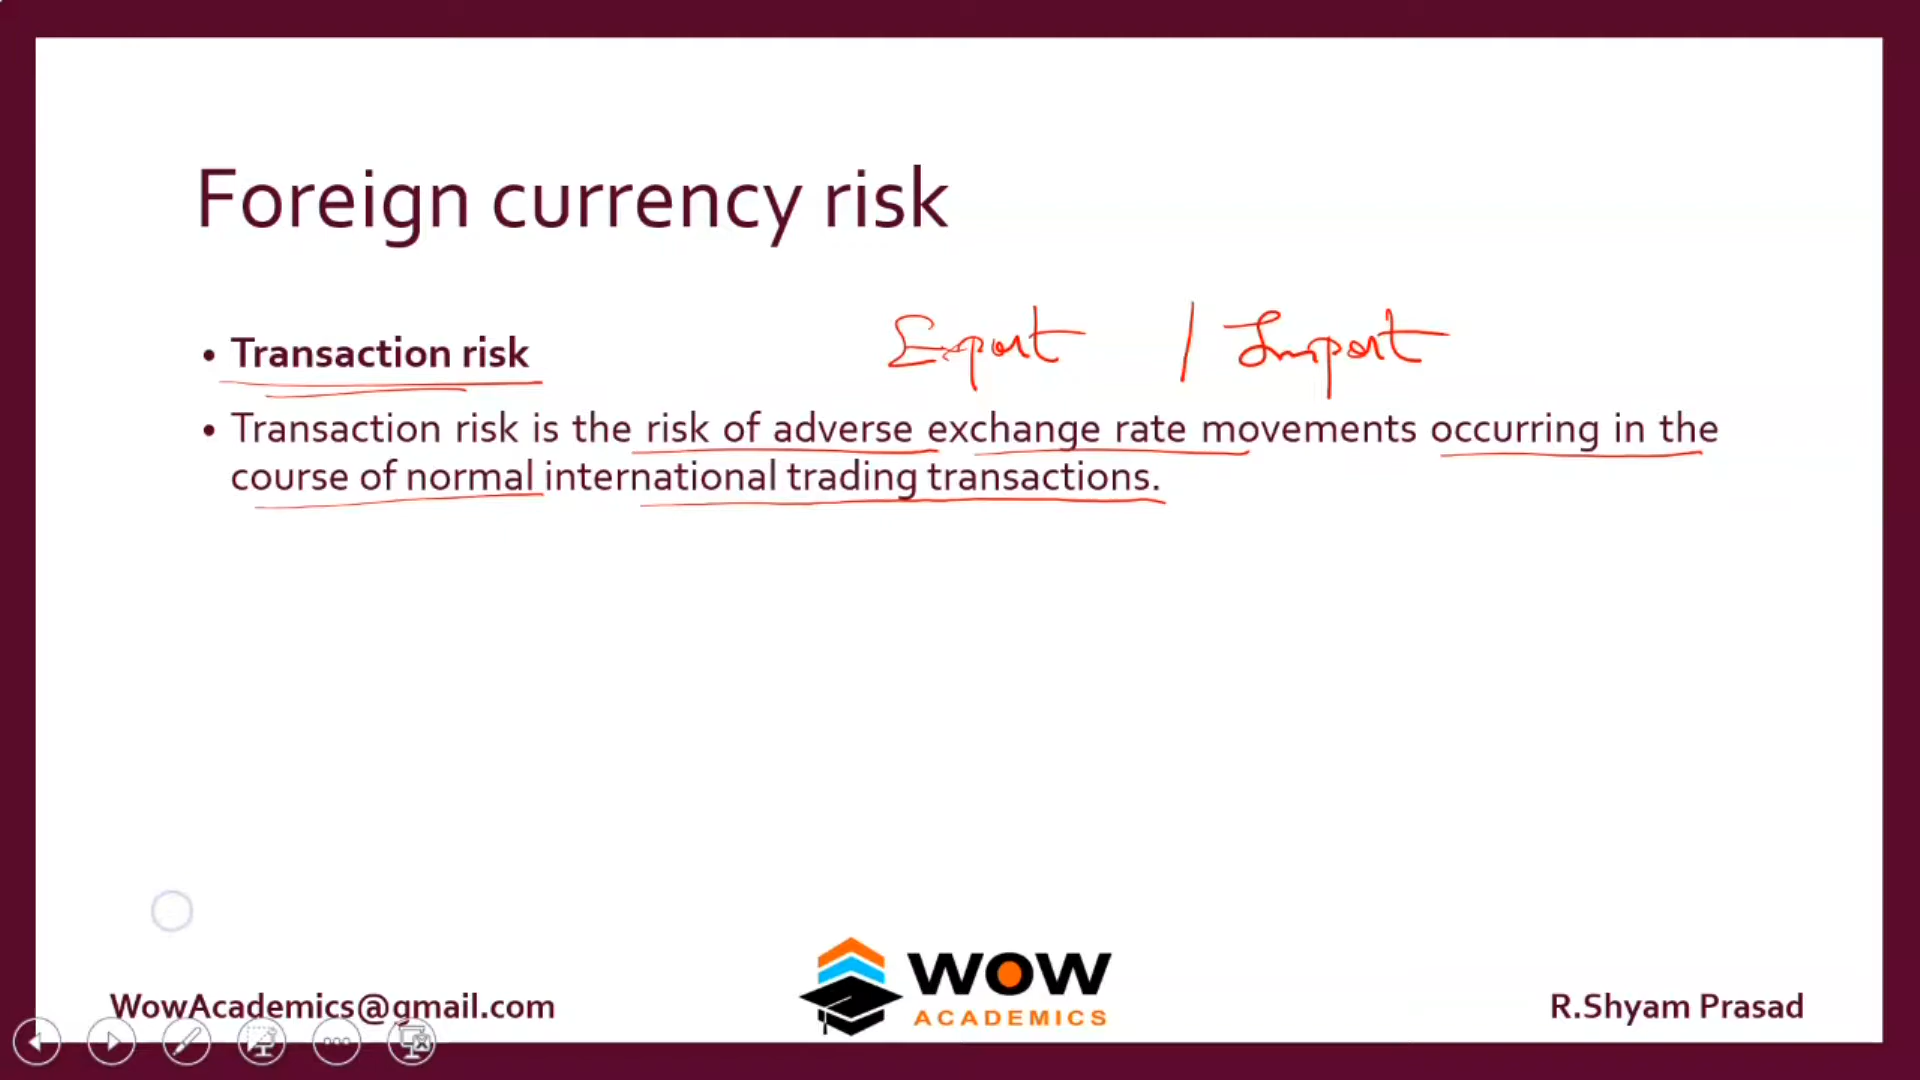 Foreign currency risk
• Transaction risk
Export / Import
• Transaction risk is the risk of adverse exchange rate movements occurring in the
course of normal international trading transactions.
WowAcademics@gmail.com
WOW
ACADEMICS
R.Shyam Prasad